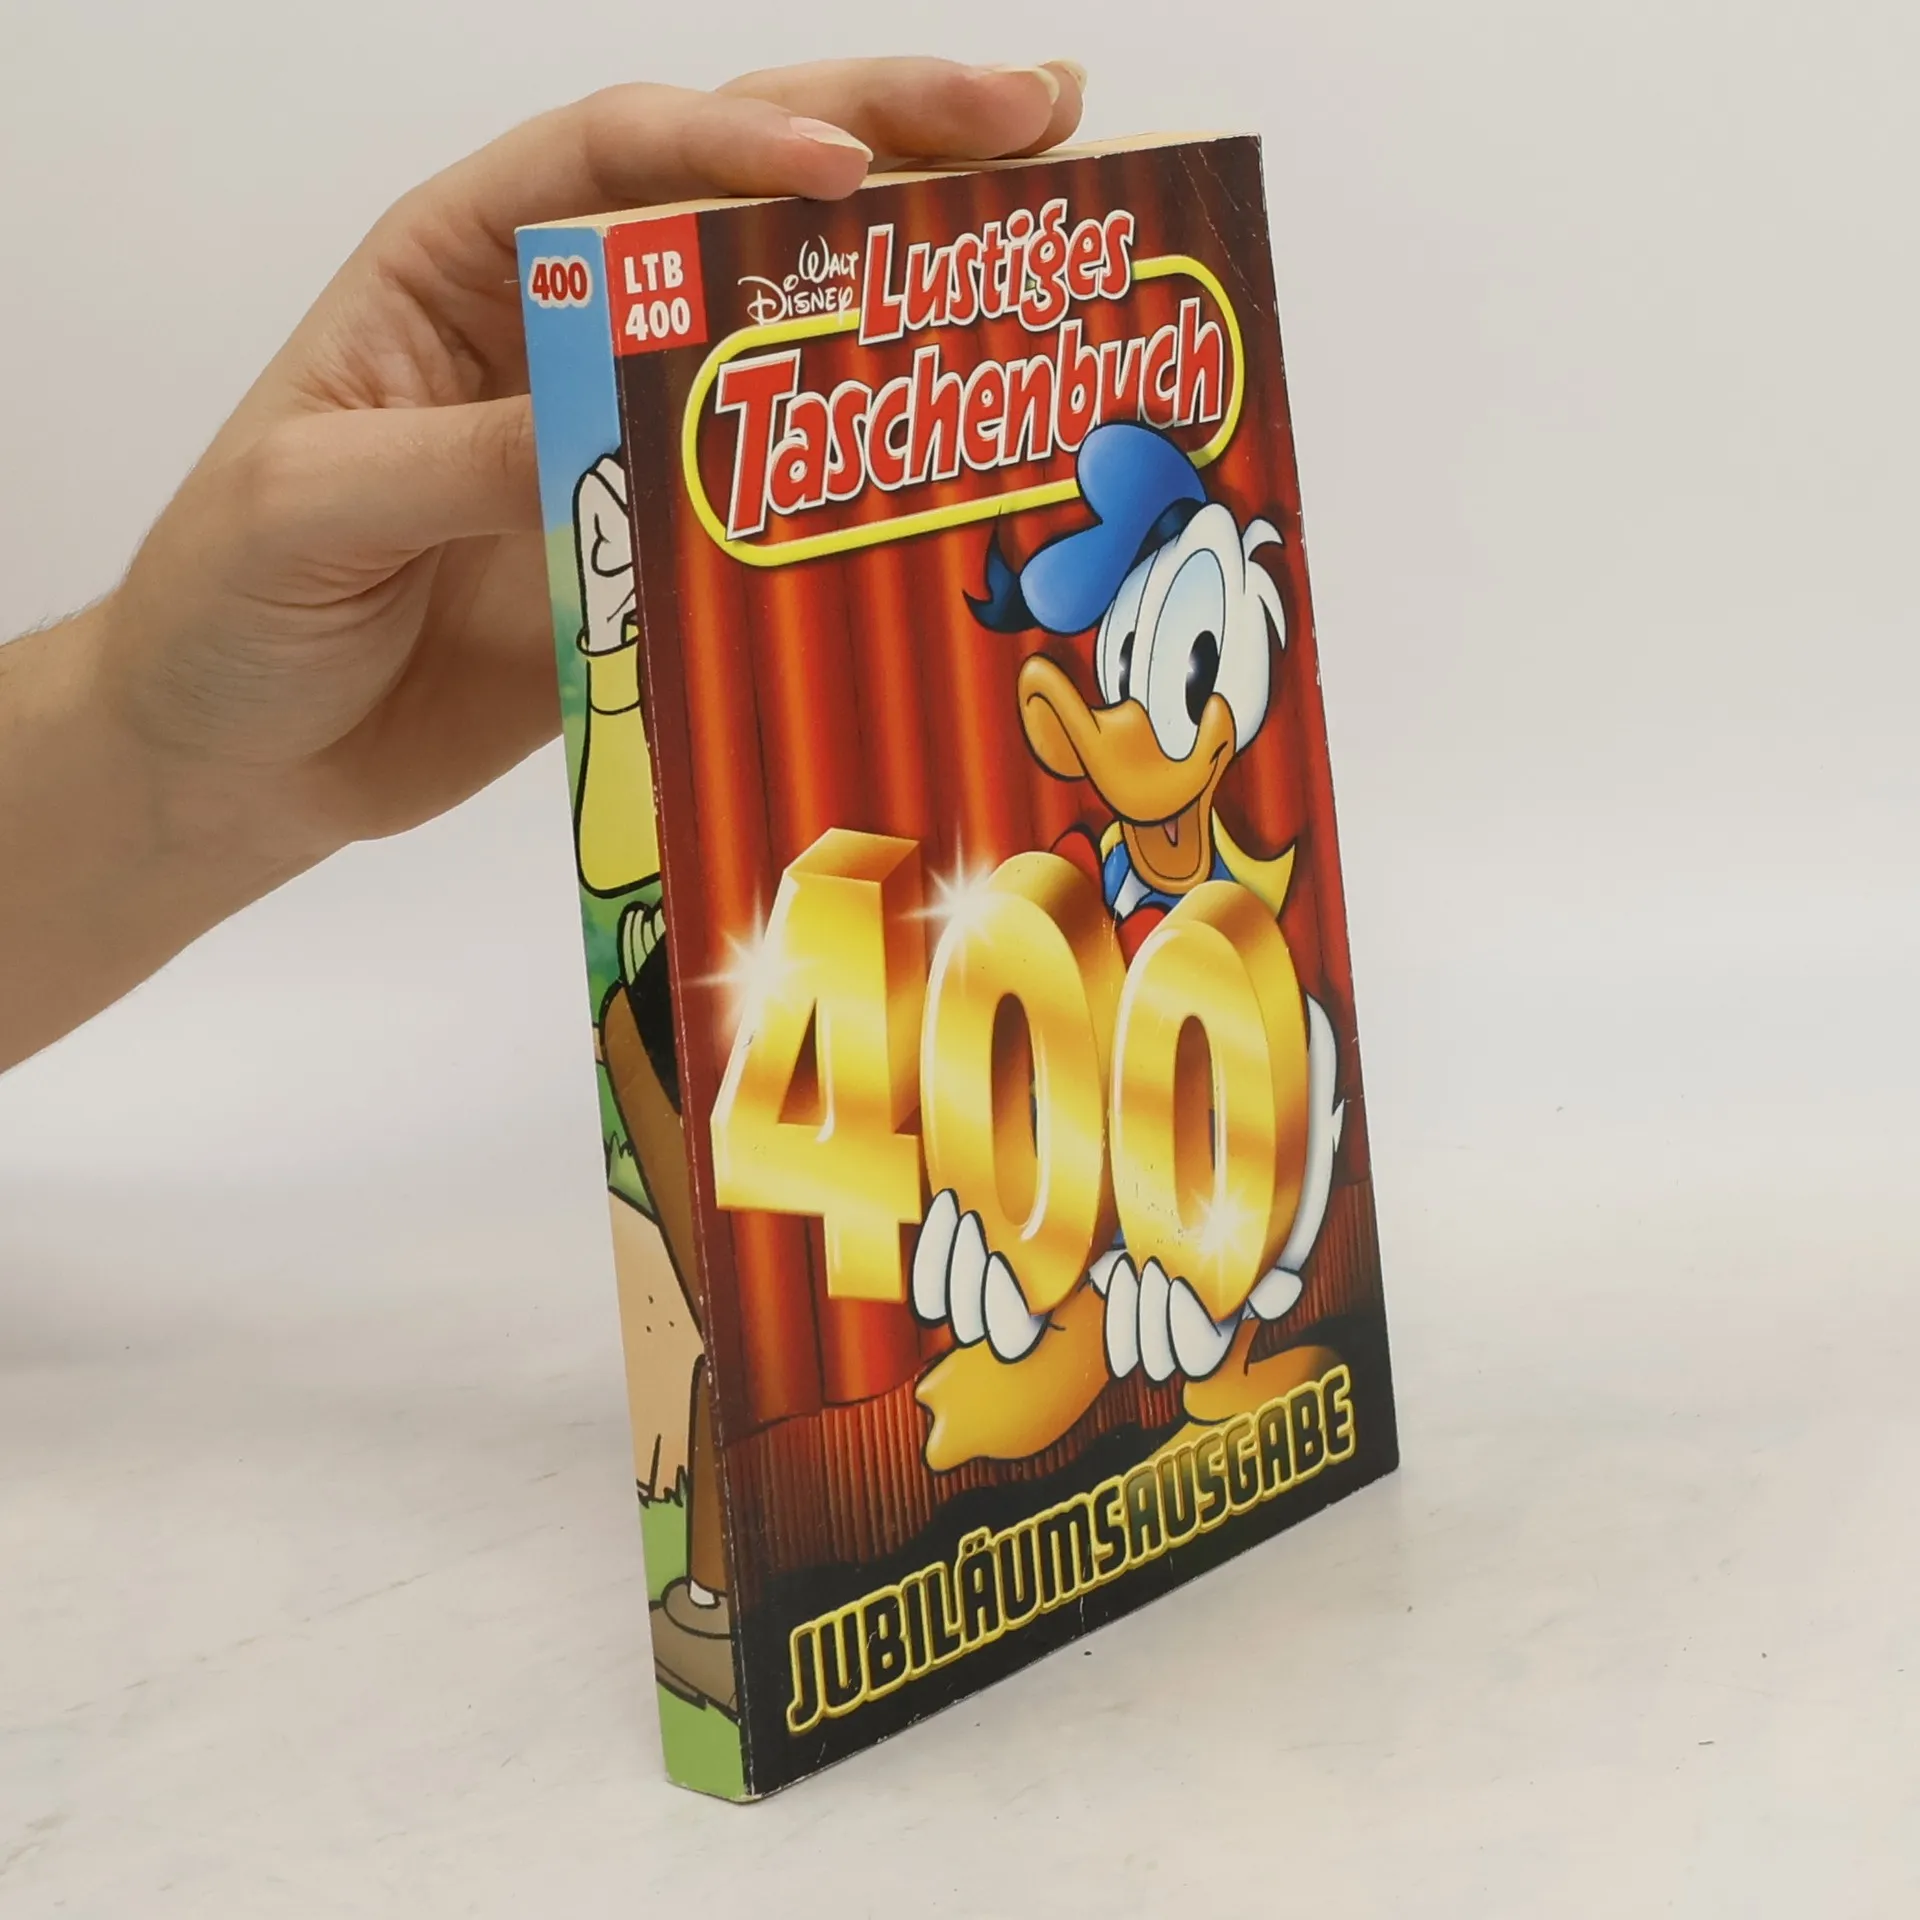 400
LTB
400
WALT
DISNEY
Lustiges
Taschenbuch
400
JUBILÄUMSAUSGABE